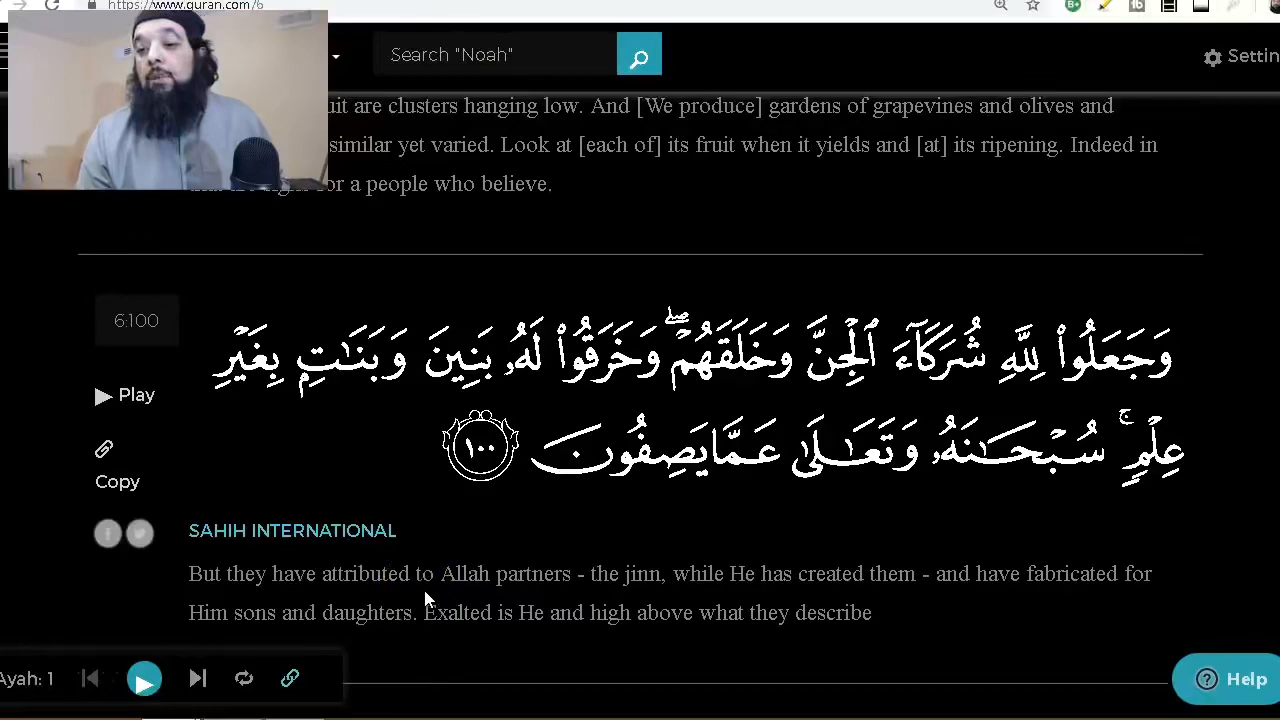 https://www.quran.com/6
Search "Noah"
are clusters hanging low. And [We produce] gardens of grapevines and olives and
similar yet varied. Look at [each of] its fruit when it yields and [at] its ripening. Indeed in
for a people who believe.
6:100
وَجَعَلُوا۟ لِلَّهِ شُرَكَآءَ ٱلْجِنَّ وَخَلَقَهُمْ ۖ وَخَرَقُوا۟ لَهُۥ بَنِينَ وَبَنَـٰتٍۭ بِغَيْرِ
عِلْمٍ ۚ سُبْحَـٰنَهُۥ وَتَعَـٰلَىٰ عَمَّا يَصِفُونَ ١٠٠
Play
Copy
SAHIH INTERNATIONAL
But they have attributed to Allah partners - the jinn, while He has created them - and have fabricated for
Him sons and daughters. Exalted is He and high above what they describe
Ayah: 1
Help